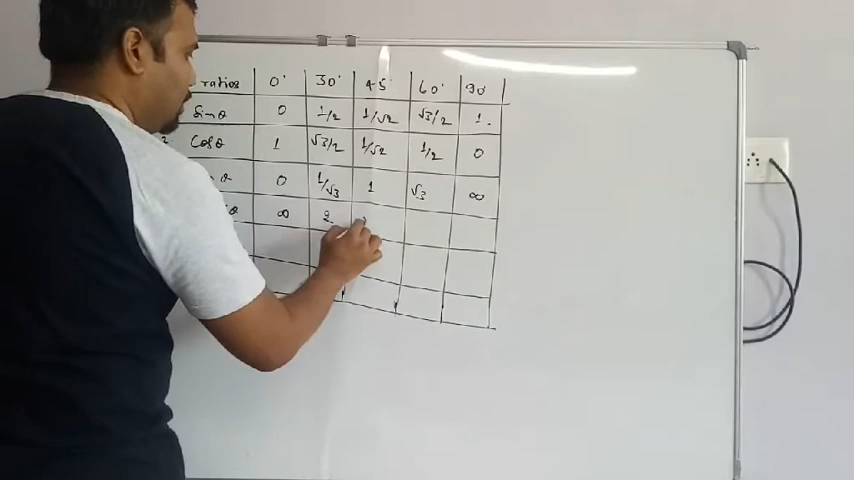 ratios 0° 30° 45° 60° 90°
Sinθ 0 1/2 1/√2 √3/2 1
Cosθ 1 √3/2 1/√2 1/2 0
θ 0 1/√3 1 √3 ∞
θ ∞ 2